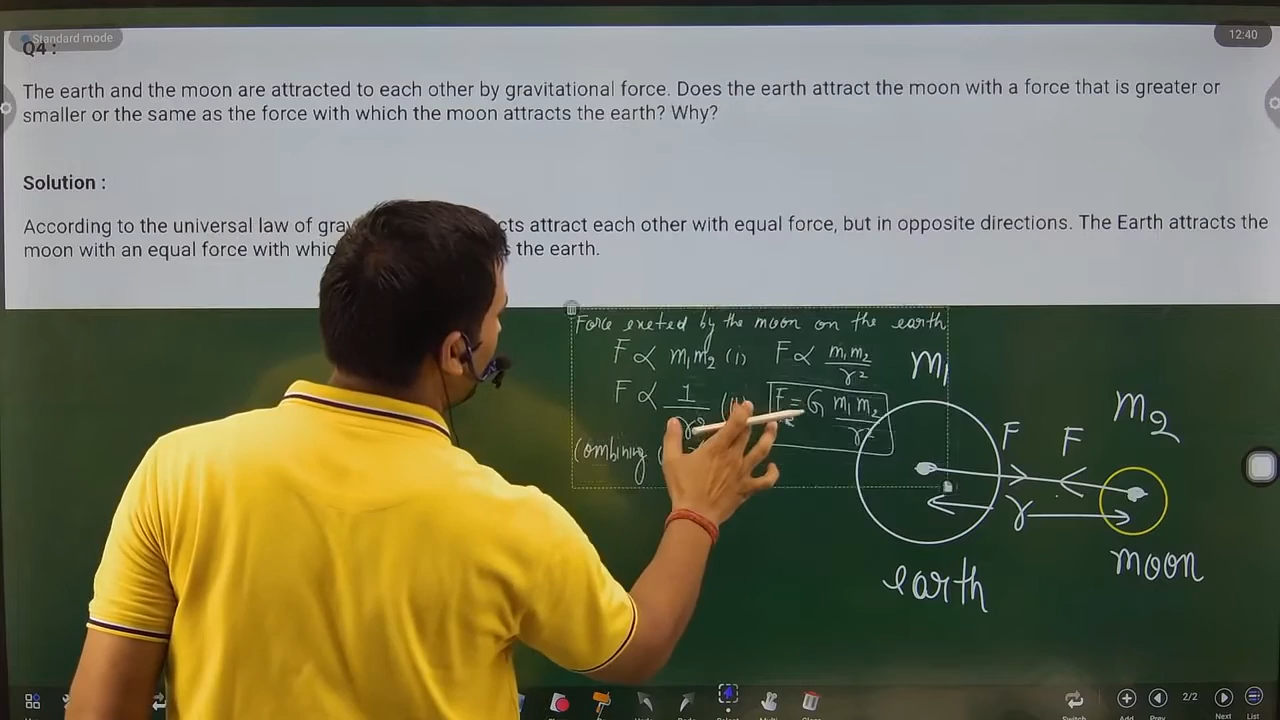 Standard mode
12:40
Q4 :
The earth and the moon are attracted to each other by gravitational force. Does the earth attract the moon with a force that is greater or
smaller or the same as the force with which the moon attracts the earth? Why?
Solution :
According to the universal law of gra cts attract each other with equal force, but in opposite directions. The Earth attracts the
moon with an equal force with whic s the earth.
Force exeted by the moon on the earth
F ∝ m₁m₂ (i) F ∝ m₁m₂/r²
F ∝ 1/r² F = G m₁m₂/r²
Combining (
m₁
m₂
F F
r
earth
moon
2/2
Add Prev Next List